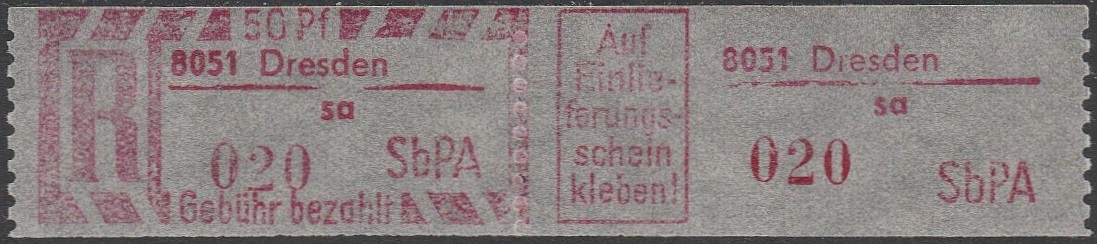 50 Pf
R
8051 Dresden
sa
020
SbPA
Gebühr bezahlt
Auf
Einlie-
ferungs-
schein
kleben!
8051 Dresden
sa
020
SbPA